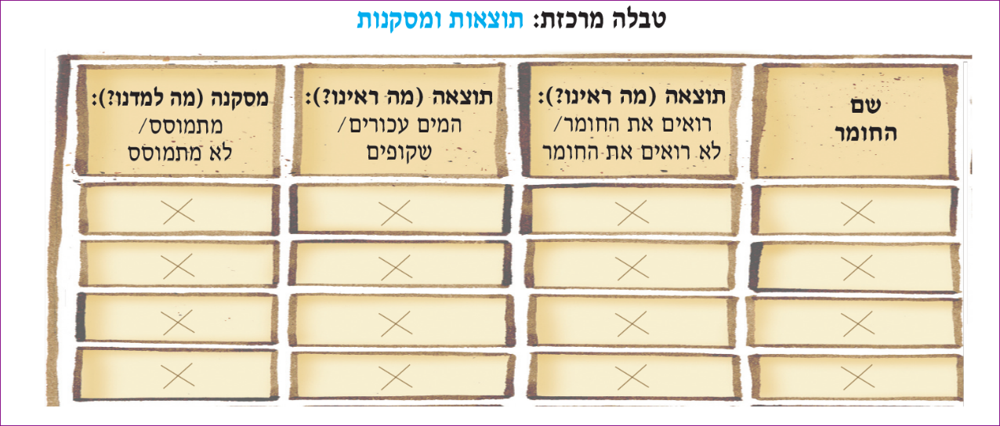 טבלה מרכזת: תוצאות ומסקנות
שם
החומר
תוצאה (מה ראינו?):
רואים את החומר/
לא רואים את החומר
תוצאה (מה ראינו?):
המים עכורים/
שקופים
מסקנה (מה למדנו?):
מתמוסס/
לא מתמוסס